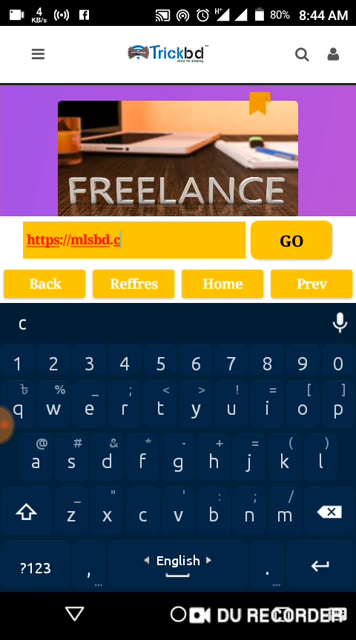 4 KB/s H+ 80% 8:44 AM
Trickbd
FREELANCE
https://mlsbd.c
GO
Back Reffres Home Prev
c
1 2 3 4 5 6 7 8 9 0
৳ % _ ; < > ! = [ ]
q w e r t y u i o p
@ # & * - + = ( )
a s d f g h j k l
_ " ' : ; /
z x c v b n m
?123 , English .
DU RECORDER